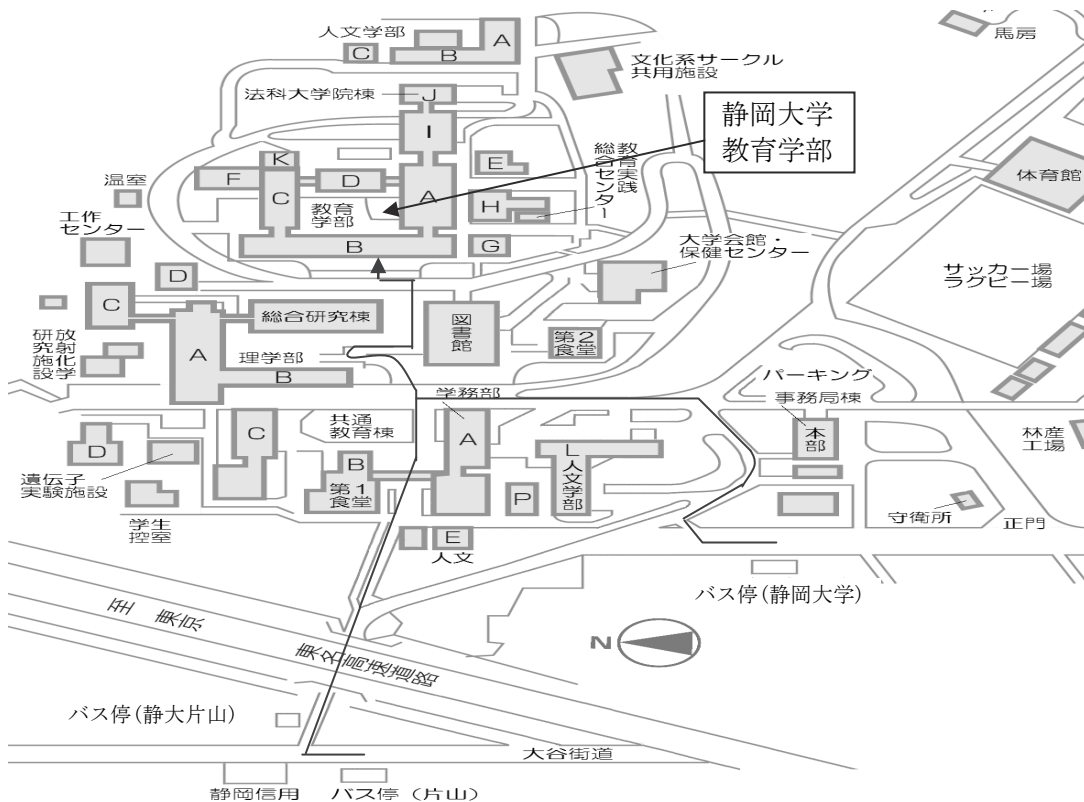 人文学部
A
C
B
馬房
文化系サークル
共用施設
法科大学院棟
J
静岡大学
教育学部
I
K
E
教育実践
総合センター
F
D
体育館
温室
C
A
H
教育
学部
工作
センター
B
G
大学会館・
保健センター
D
サッカー場
ラグビー場
C
総合研究棟
図書館
第2
食堂
放射化学
研究施設
A
理学部
B
パーキング
学務部
事務局棟
共通
教育棟
C
A
本部
林産
工場
D
L
人文学部
B
遺伝子
実験施設
第1
食堂
P
守衛所
正門
学生
控室
E
人文
バス停(静岡大学)
至 東京
N
東名高速道路
バス停(静大片山)
大谷街道
静岡信用
バス停 (片山)